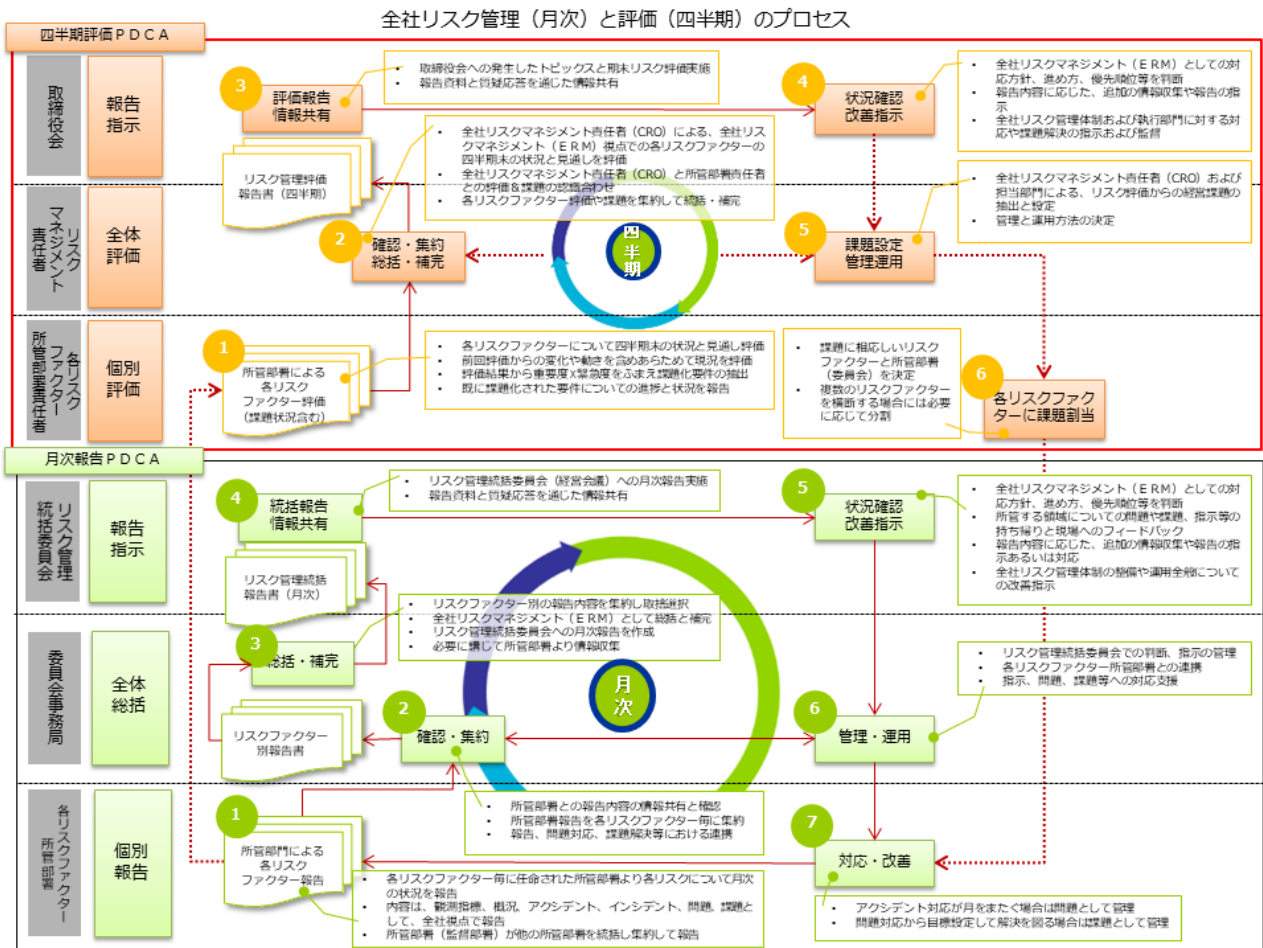 全社リスク管理（月次）と評価（四半期）のプロセス
四半期評価ＰＤＣＡ
取締役会
報告
指示
3
評価報告
情報共有
• 取締役会への発生したトピックスと期末リスク評価実施
• 報告資料と質疑応答を通じた情報共有
4
状況確認
改善指示
• 全社リスクマネジメント（ＥＲＭ）としての対
応方針、進め方、優先順位等を判断
• 報告内容に応じた、追加の情報収集や報告の指
示
• 全社リスク管理体制および執行部門に対する対
応や課題解決の指示および監督
リスク管理評価
報告書（四半期）
• 全社リスクマネジメント責任者（CRO）による、全社リス
クマネジメント（ＥＲＭ）視点での各リスクファクターの
四半期末の状況と見通しを評価
• 全社リスクマネジメント責任者（CRO）と所管部署責任者
との評価＆課題の認識合わせ
• 各リスクファクター評価や課題を集約して統括・補完
リスク
マネジメント
責任者
全体
評価
2
確認・集約
総括・補完
四半期
5
課題設定
管理運用
• 全社リスクマネジメント責任者（CRO）および
担当部門による、リスク評価からの経営課題の
抽出と設定
• 管理と運用方法の決定
各リスク
ファクター
所管部署責任者
個別
評価
1
所管部署による
各リスク
ファクター評価
（課題状況含む）
• 各リスクファクターについて四半期末の状況と見通し評価
• 前回評価からの変化や動きを含めあらためて現況を評価
• 評価結果から重要度X緊急度をふまえ課題化要件の抽出
• 既に課題化された要件についての進捗と状況を報告
• 課題に相応しいリスク
ファクターと所管部署
（委員会）を決定
• 複数のリスクファクター
を横断する場合には必要
に応じて分割
6
各リスクファク
ターに課題割当
月次報告ＰＤＣＡ
リスク管理
統括委員会
報告
指示
4
統括報告
情報共有
• リスク管理統括委員会（経営会議）への月次報告実施
• 報告資料と質疑応答を通じた情報共有
5
状況確認
改善指示
• 全社リスクマネジメント（ＥＲＭ）としての対
応方針、進め方、優先順位等を判断
• 所管する領域についての問題や課題、指示等の
持ち帰りと現場へのフィードバック
• 報告内容に応じた、追加の情報収集や報告の指
示あるいは対応
• 全社リスク管理体制の整備や運用全般についての
改善指示
リスク管理統括
報告書（月次）
• リスクファクター別の報告内容を集約し取捨選択
• 全社リスクマネジメント（ＥＲＭ）として総括と補完
• リスク管理統括委員会への月次報告を作成
• 必要に講じて所管部署より情報収集
委員会事務局
全体
総括
3
総括・補完
リスクファクター
別報告書
2
確認・集約
月次
6
管理・運用
• リスク管理統括委員会での判断、指示の管理
• 各リスクファクター所管部署との連携
• 指示、問題、課題等への対応支援
• 所管部署との報告内容の情報共有と確認
• 所管部署報告を各リスクファクター毎に集約
• 報告、問題対応、課題解決等における連携
各リスクファクター
所管部署
個別
報告
1
所管部門による
各リスク
ファクター報告
• 各リスクファクター毎に任命された所管部署より各リスクについて月次
の状況を報告
• 内容は、観測指標、概況、アクシデント、インシデント、問題、課題と
して、全社視点で報告
• 所管部署（監督部署）が他の所管部署を統括し集約して報告
7
対応・改善
• アクシデント対応が月をまたぐ場合は問題として管理
• 問題対応から目標設定して解決を図る場合は課題として管理